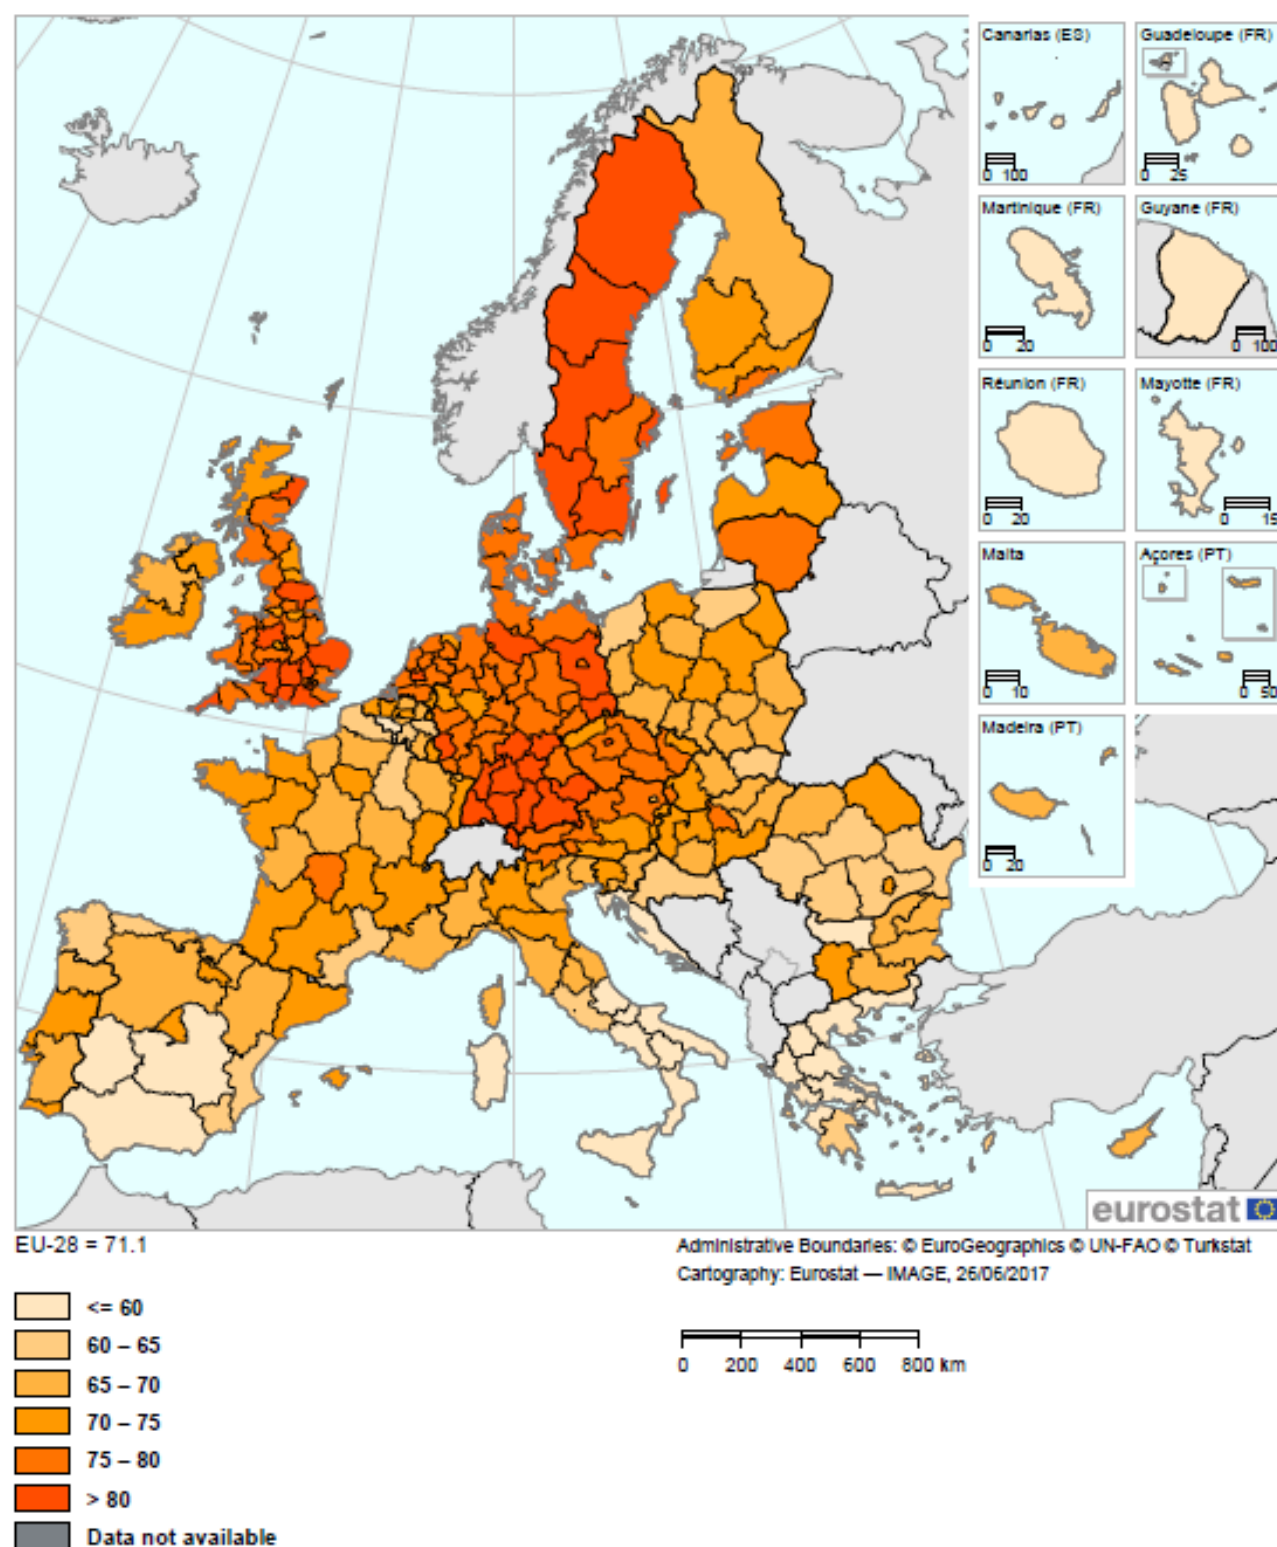 Canarias (ES)
0 100
Guadeloupe (FR)
0 25
Martinique (FR)
0 20
Guyane (FR)
0 100
Réunion (FR)
0 20
Mayotte (FR)
0 15
Malta
0 10
Açores (PT)
0 50
Madeira (PT)
0 20
eurostat
EU-28 = 71.1
Administrative Boundaries: © EuroGeographics © UN-FAO © Turkstat
Cartography: Eurostat — IMAGE, 26/06/2017
<= 60
60 – 65
65 – 70
70 – 75
75 – 80
> 80
Data not available
0 200 400 600 800 km